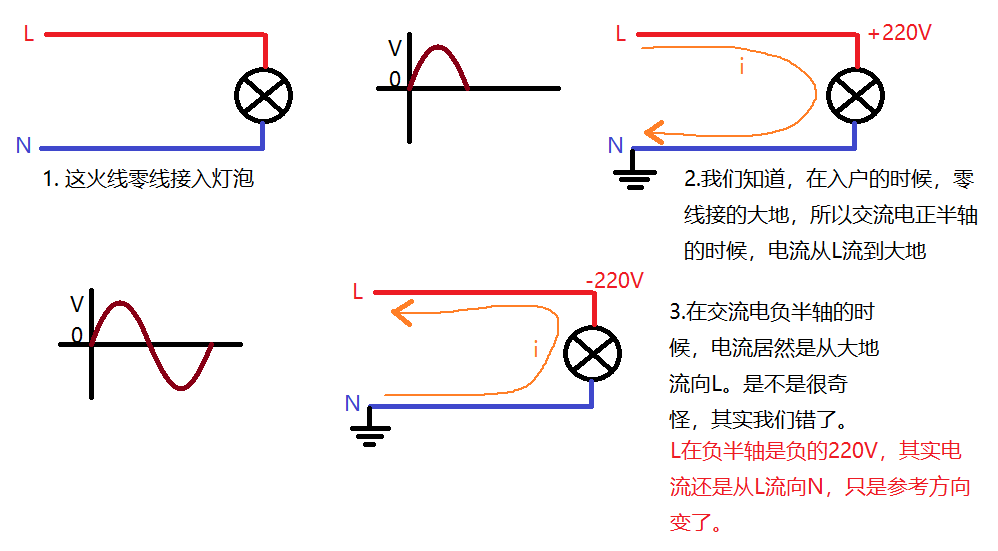 L
N
1. 这火线零线接入灯泡
V
0
L
+220V
i
N
2.我们知道，在入户的时候，零
线接的大地，所以交流电正半轴
的时候，电流从L流到大地
V
0
L
-220V
i
N
3.在交流电负半轴的时
候，电流居然是从大地
流向L。是不是很奇
怪，其实我们错了。
L在负半轴是负的220V，其实电
流还是从L流向N，只是参考方向
变了。